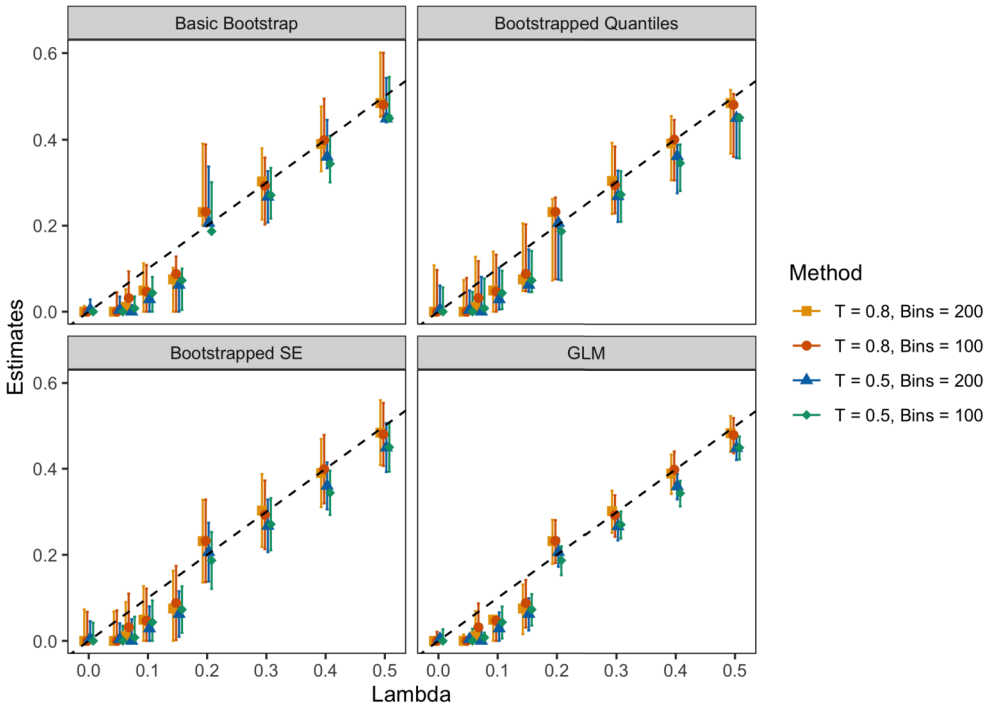 Basic Bootstrap
Bootstrapped Quantiles
0.6
0.4
0.2
0.0
Bootstrapped SE
GLM
0.6
0.4
0.2
0.0
0.0 0.1 0.2 0.3 0.4 0.5
0.0 0.1 0.2 0.3 0.4 0.5
Lambda
Estimates
Method
T = 0.8, Bins = 200
T = 0.8, Bins = 100
T = 0.5, Bins = 200
T = 0.5, Bins = 100